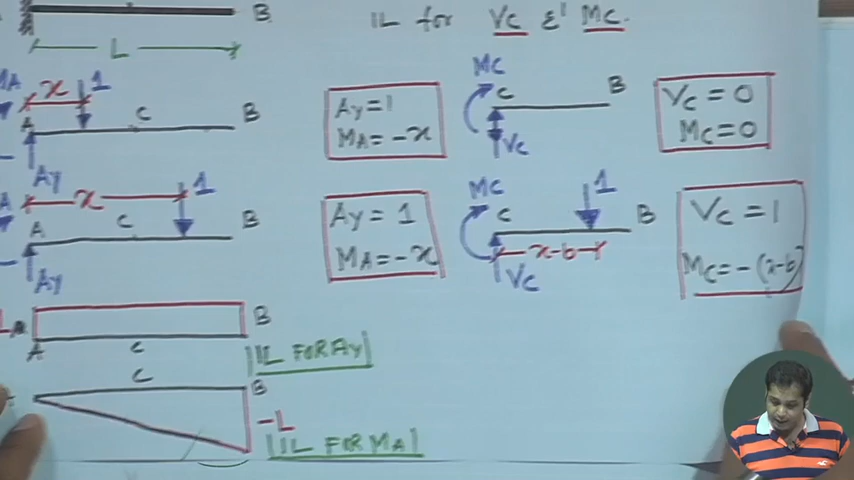 B
IL for Vc & Mc.
L
MA
x
1
A
C
B
Ay
Ay = 1
MA = -x
Mc
C
B
Vc
Vc = 0
Mc = 0
A
x
1
A
C
B
Ay
Ay = 1
MA = -x
Mc
1
C
B
x-b
Vc
Vc = 1
Mc = -(x-b)
A
C
B
IL FOR Ay
C
B
-L
IL FOR MA